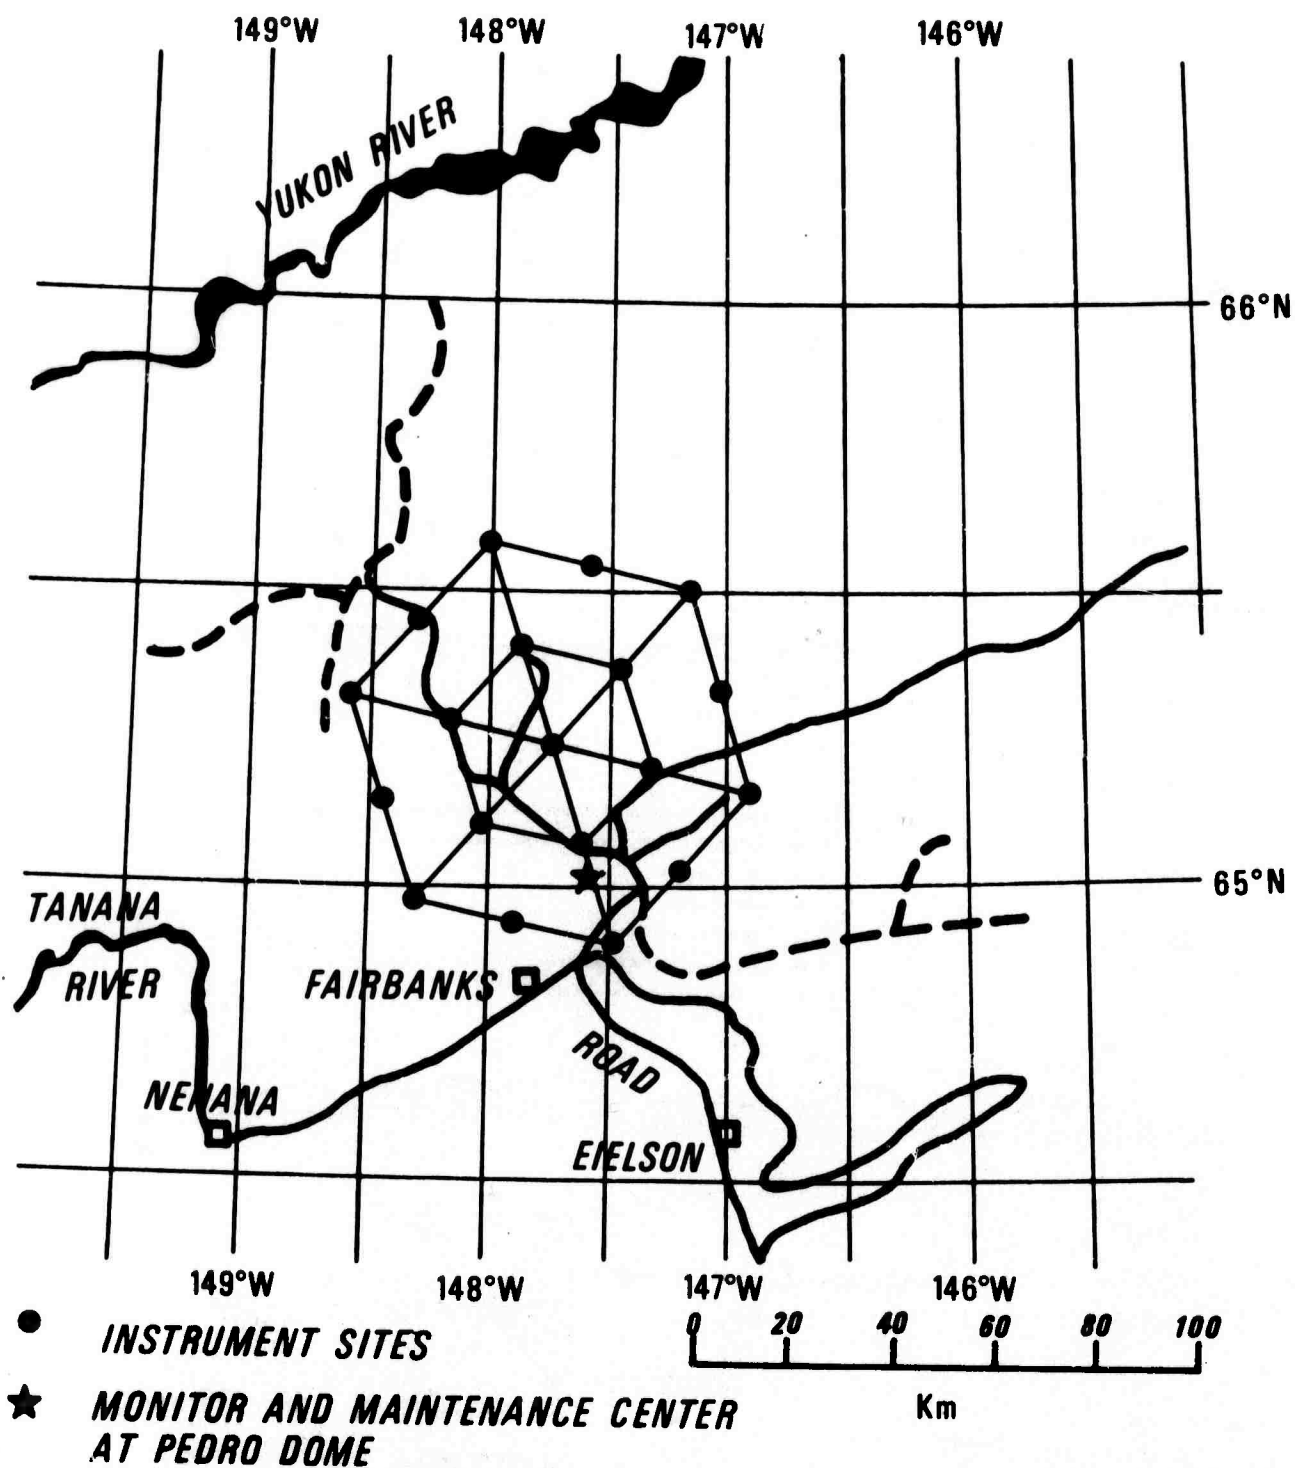 149°W 148°W 147°W 146°W
YUKON RIVER
66°N
65°N
TANANA
RIVER
FAIRBANKS
ROAD
NENANA
EIELSON
149°W 148°W 147°W 146°W
0 20 40 60 80 100
Km
INSTRUMENT SITES
MONITOR AND MAINTENANCE CENTER
AT PEDRO DOME